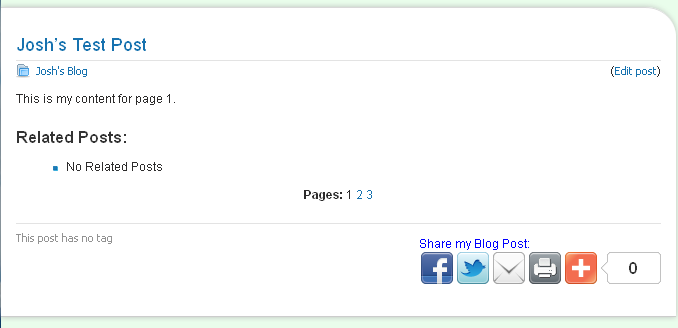 Josh's Test Post
Josh's Blog (Edit post)
This is my content for page 1.
Related Posts:
No Related Posts
Pages: 1 2 3
This post has no tag
Share my Blog Post:
0